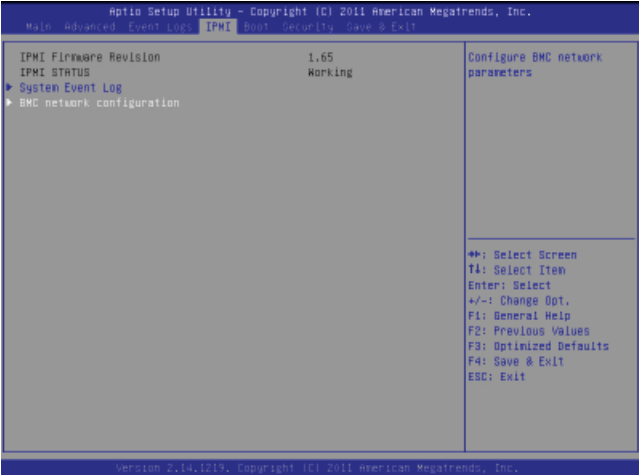 Aptio Setup Utility - Copyright (C) 2011 American Megatrends, Inc.
Main Advanced Event Logs IPMI Boot Security Save & Exit
IPMI Firmware Revision 1.65
IPMI STATUS Working
System Event Log
BMC network configuration
Configure BMC network
parameters
→←: Select Screen
↑↓: Select Item
Enter: Select
+/-: Change Opt.
F1: General Help
F2: Previous Values
F3: Optimized Defaults
F4: Save & Exit
ESC: Exit
Version 2.14.1219. Copyright (C) 2011 American Megatrends, Inc.